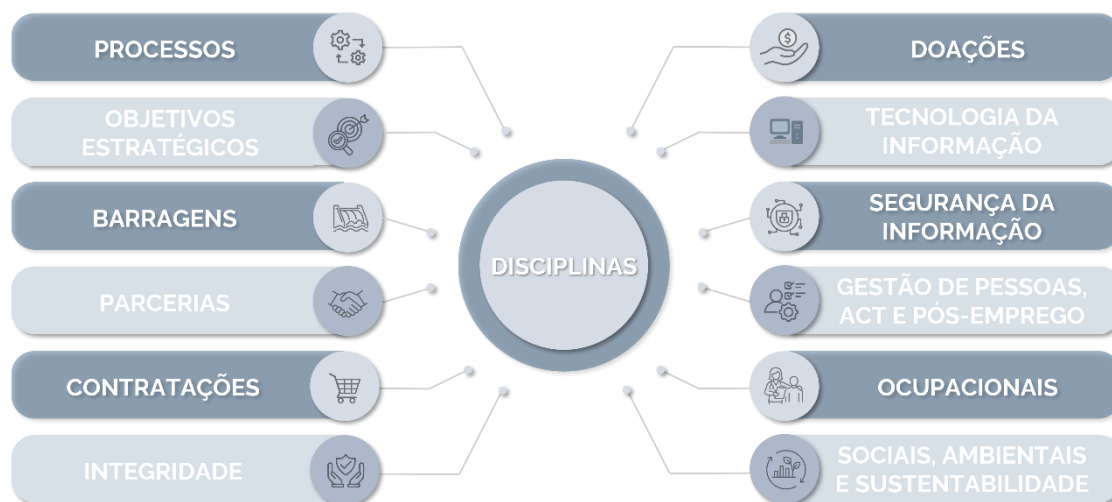 PROCESSOS
OBJETIVOS
ESTRATÉGICOS
BARRAGENS
PARCERIAS
CONTRATAÇÕES
INTEGRIDADE
DISCIPLINAS
DOAÇÕES
TECNOLOGIA DA
INFORMAÇÃO
SEGURANÇA DA
INFORMAÇÃO
GESTÃO DE PESSOAS,
ACT E PÓS-EMPREGO
OCUPACIONAIS
SOCIAIS, AMBIENTAIS
E SUSTENTABILIDADE